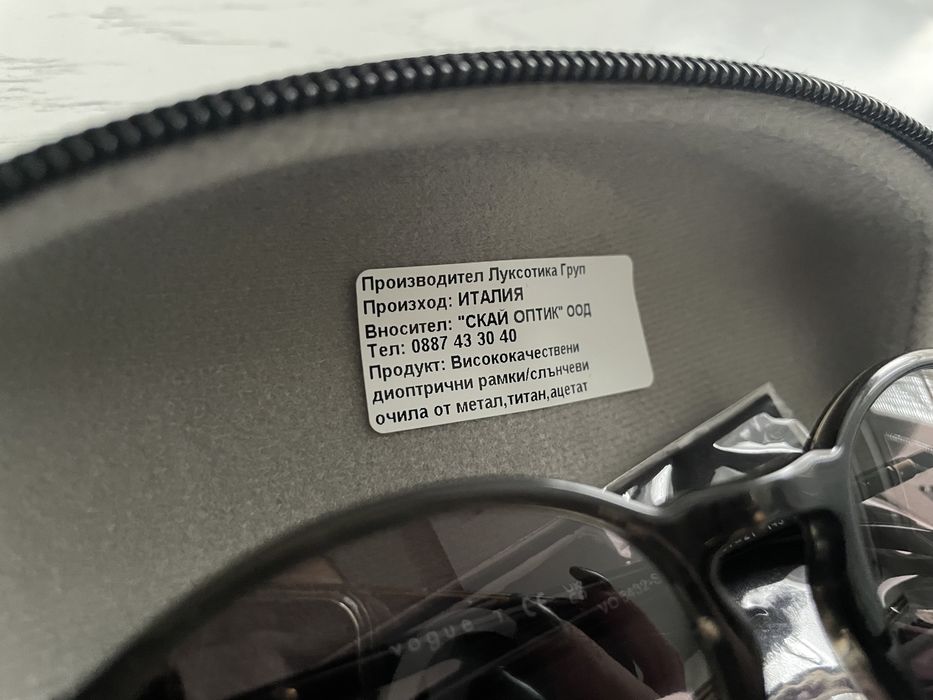 Производител Луксотика Груп
Произход: ИТАЛИЯ
Вносител: "СКАЙ ОПТИК" ООД
Тел: 0887 43 30 40
Продукт: Висококачествени
диоптрични рамки/слънчеви
очила от метал,титан,ацетат
vogue CE